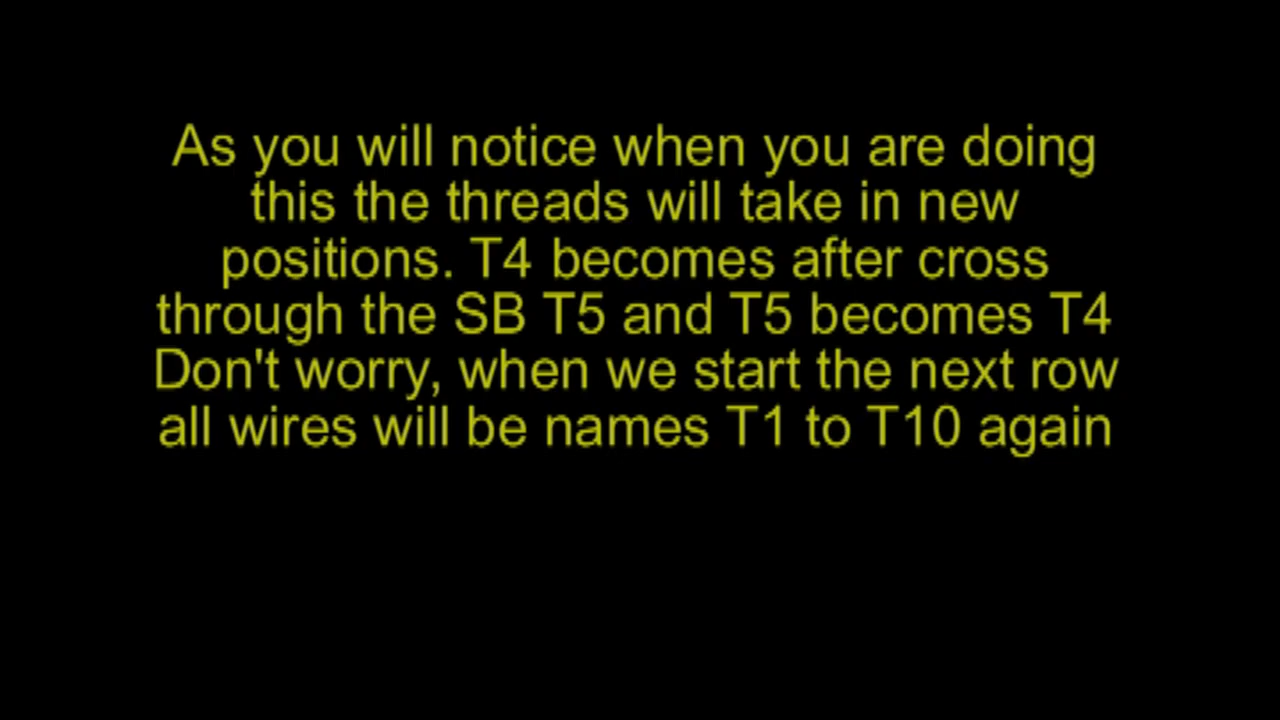 As you will notice when you are doing
this the threads will take in new
positions. T4 becomes after cross
through the SB T5 and T5 becomes T4
Don't worry, when we start the next row
all wires will be names T1 to T10 again